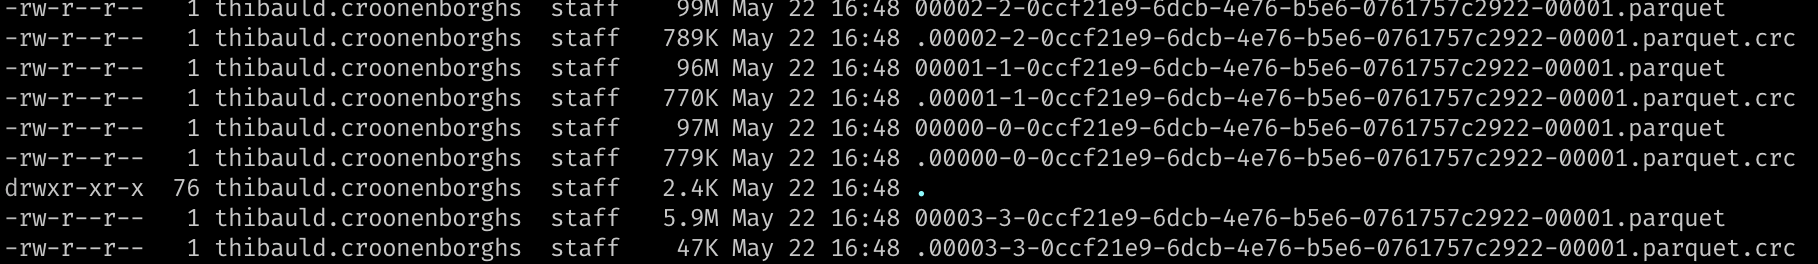 -rw-r--r--   1 thibauld.croonenborghs  staff    99M May 22 16:48 00002-2-0ccf21e9-6dcb-4e76-b5e6-0761757c2922-00001.parquet
-rw-r--r--   1 thibauld.croonenborghs  staff   789K May 22 16:48 .00002-2-0ccf21e9-6dcb-4e76-b5e6-0761757c2922-00001.parquet.crc
-rw-r--r--   1 thibauld.croonenborghs  staff    96M May 22 16:48 00001-1-0ccf21e9-6dcb-4e76-b5e6-0761757c2922-00001.parquet
-rw-r--r--   1 thibauld.croonenborghs  staff   770K May 22 16:48 .00001-1-0ccf21e9-6dcb-4e76-b5e6-0761757c2922-00001.parquet.crc
-rw-r--r--   1 thibauld.croonenborghs  staff    97M May 22 16:48 00000-0-0ccf21e9-6dcb-4e76-b5e6-0761757c2922-00001.parquet
-rw-r--r--   1 thibauld.croonenborghs  staff   779K May 22 16:48 .00000-0-0ccf21e9-6dcb-4e76-b5e6-0761757c2922-00001.parquet.crc
drwxr-xr-x  76 thibauld.croonenborghs  staff   2.4K May 22 16:48 .
-rw-r--r--   1 thibauld.croonenborghs  staff   5.9M May 22 16:48 00003-3-0ccf21e9-6dcb-4e76-b5e6-0761757c2922-00001.parquet
-rw-r--r--   1 thibauld.croonenborghs  staff    47K May 22 16:48 .00003-3-0ccf21e9-6dcb-4e76-b5e6-0761757c2922-00001.parquet.crc